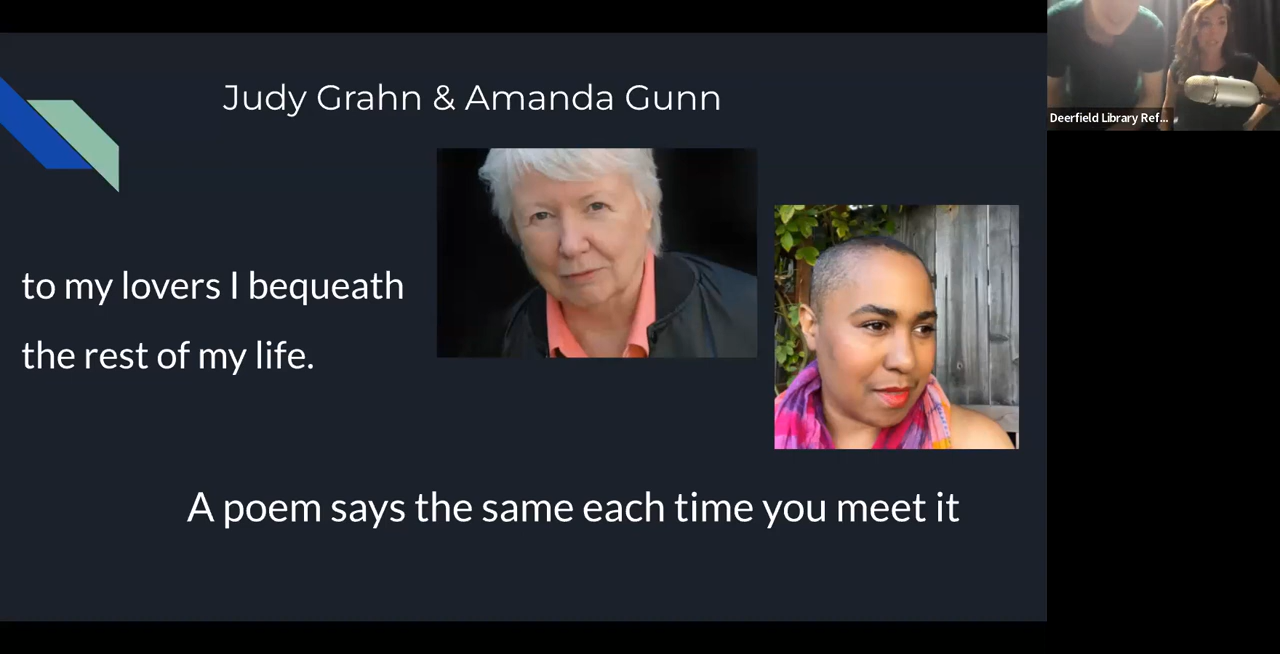 Judy Grahn & Amanda Gunn
to my lovers I bequeath
the rest of my life.
A poem says the same each time you meet it
Deerfield Library Ref...